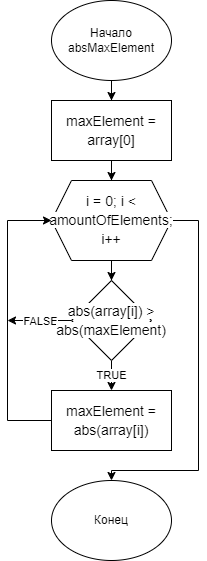 Начало
absMaxElement
maxElement =
array[0]
i = 0; i <
amountOfElements;
i++
abs(array[i]) >
abs(maxElement)
FALSE
TRUE
maxElement =
abs(array[i])
Конец